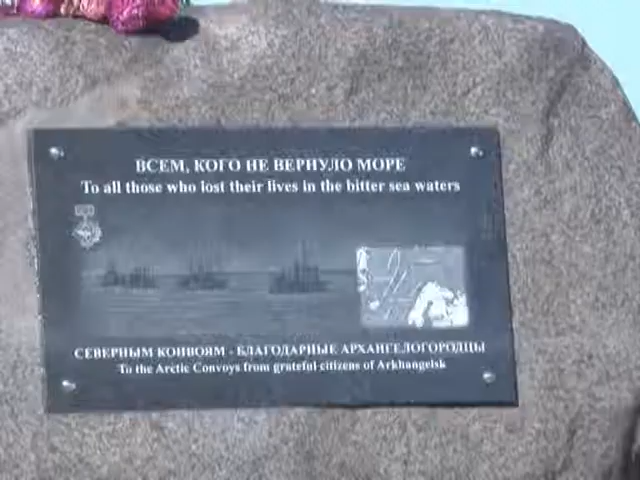 ВСЕМ, КОГО НЕ ВЕРНУЛО МОРЕ
To all those who lost their lives in the bitter sea waters
СЕВЕРНЫМ КОНВОЯМ - БЛАГОДАРНЫЕ АРХАНГЕЛОГОРОДЦЫ
To the Arctic Convoys from grateful citizens of Arkhangelsk